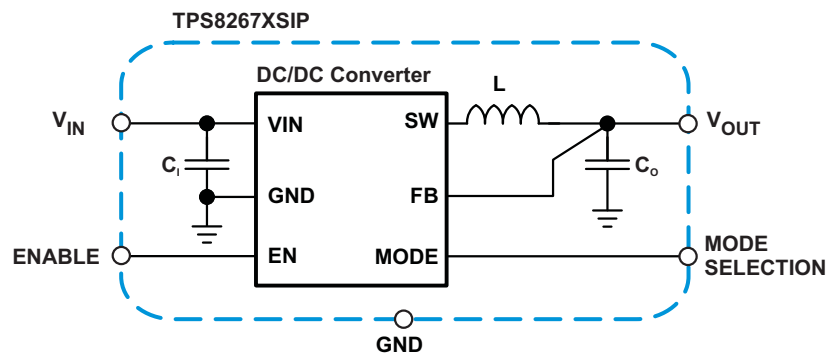 TPS8267XSIP
DC/DC Converter
L
VIN
VIN
SW
VOUT
CI
CO
GND
FB
ENABLE
EN
MODE
MODE
SELECTION
GND